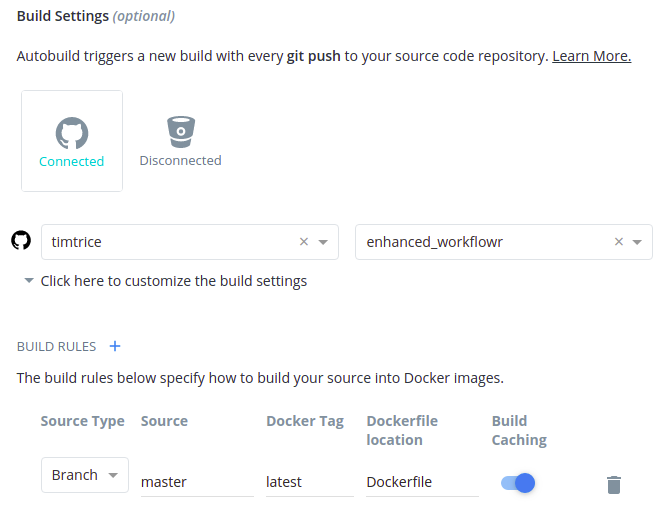 Build Settings (optional)
Autobuild triggers a new build with every git push to your source code repository. Learn More.
Connected
Disconnected
timtrice
enhanced_workflowr
Click here to customize the build settings
BUILD RULES +
The build rules below specify how to build your source into Docker images.
Source Type Source Docker Tag Dockerfile location Build Caching
Branch master latest Dockerfile